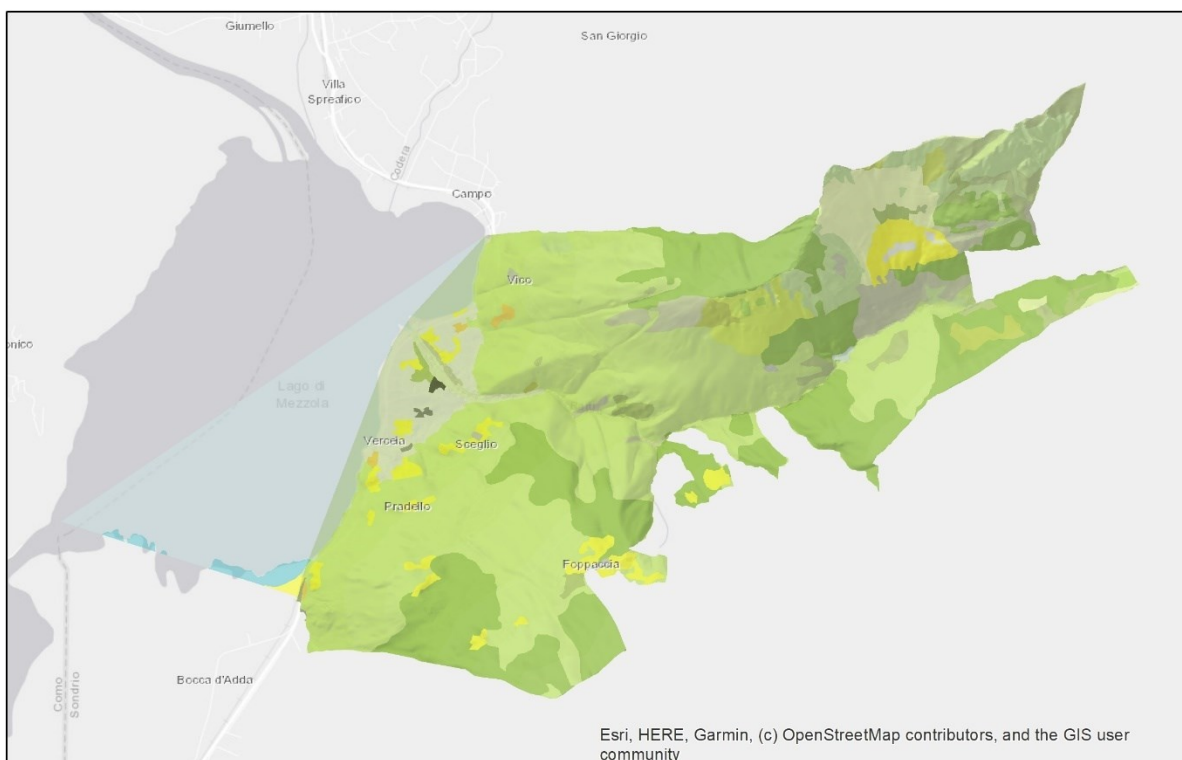 Giumello
San Giorgio
Villa
Spreafico
Codera
Campo
Vico
onico
Lago di
Mezzola
Verceia
Sceglio
Pradello
Foppaccia
Bocca d'Adda
Como
Sondrio
Esri, HERE, Garmin, (c) OpenStreetMap contributors, and the GIS user
community